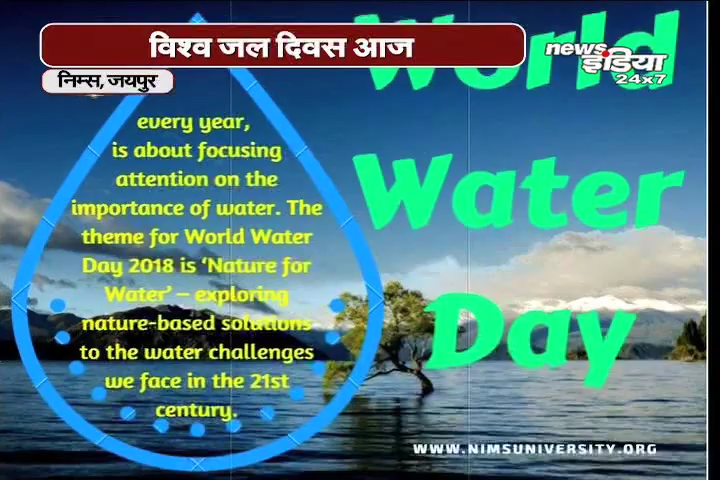 विश्व जल दिवस आज
निम्स, जयपुर
news
इंडिया
24x7
World
Water
Day
every year,
is about focusing
attention on the
importance of water. The
theme for World Water
Day 2018 is ‘Nature for
Water’ – exploring
nature-based solutions
to the water challenges
we face in the 21st
century.
WWW.NIMSUNIVERSITY.ORG